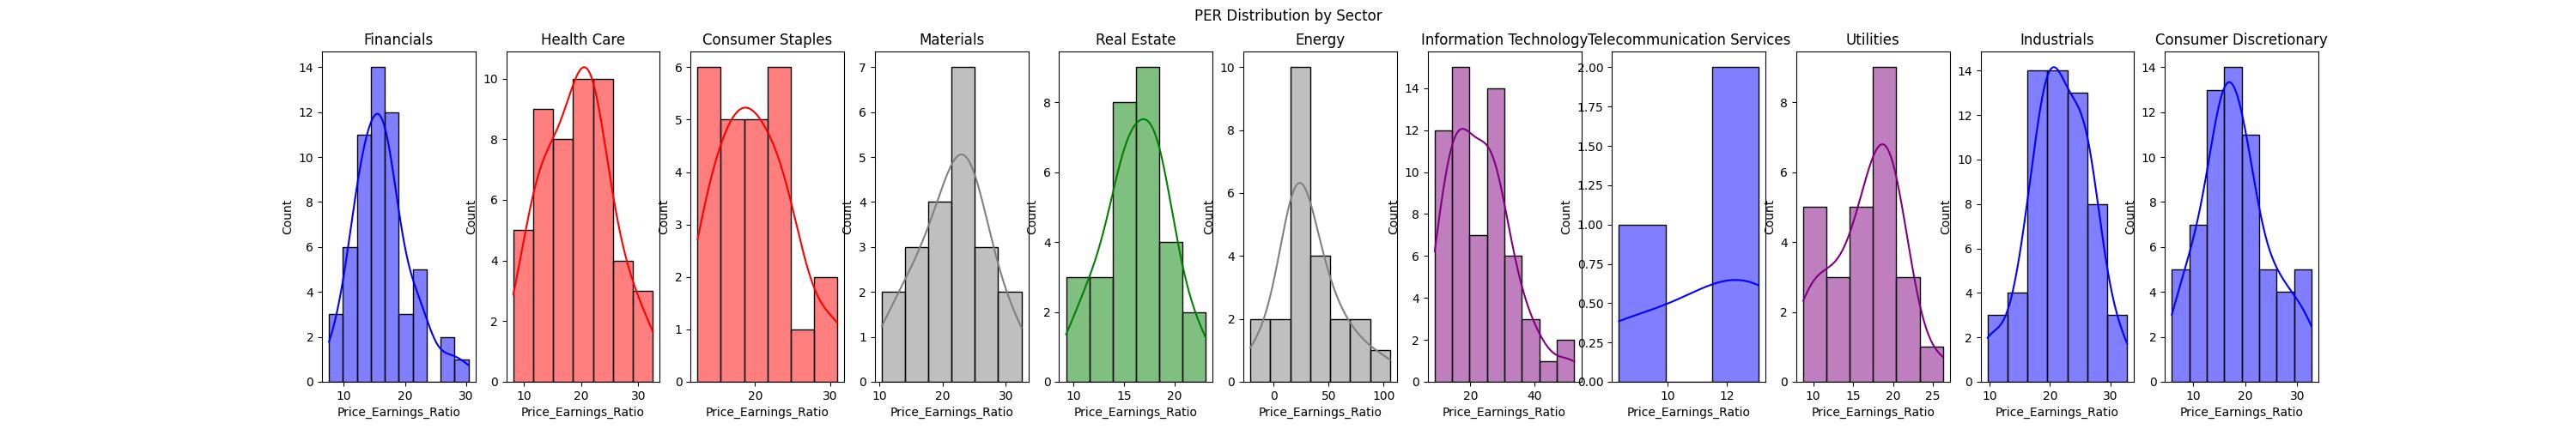 PER Distribution by Sector
Financials Health Care Consumer Staples Materials Real Estate Energy Information Technology Telecommunication Services Utilities Industrials Consumer Discretionary
14
12
10
8
6
4
2
0
Count
10 20 30
Price_Earnings_Ratio
10
8
6
4
2
0
Count
10 20 30
Price_Earnings_Ratio
6
5
4
3
2
1
0
Count
20 30
Price_Earnings_Ratio
7
6
5
4
3
2
1
0
Count
10 20 30
Price_Earnings_Ratio
8
6
4
2
0
Count
10 15 20
Price_Earnings_Ratio
10
8
6
4
2
0
Count
0 50 100
Price_Earnings_Ratio
14
12
10
8
6
4
2
0
Count
20 40
Price_Earnings_Ratio
2.00
1.75
1.50
1.25
1.00
0.75
0.50
0.25
0.00
Count
10 12
Price_Earnings_Ratio
8
6
4
2
0
Count
10 15 20 25
Price_Earnings_Ratio
14
12
10
8
6
4
2
0
Count
10 20 30
Price_Earnings_Ratio
14
12
10
8
6
4
2
0
Count
10 20 30
Price_Earnings_Ratio